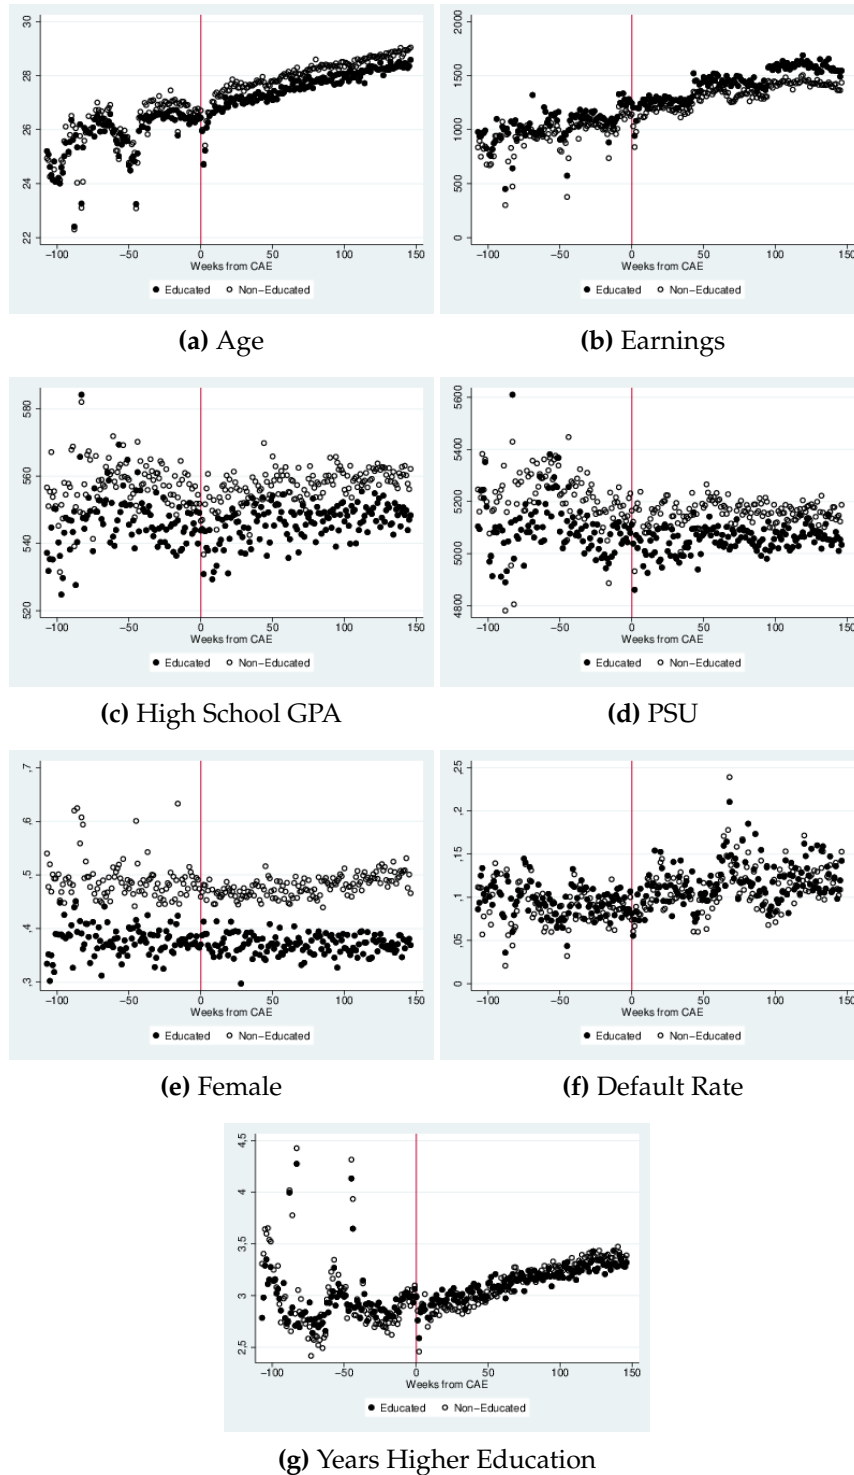 30
28
26
24
22
−100 −50 0 50 100 150
Weeks from CAE
Educated Non−Educated
(a) Age
2000
1500
1000
500
0
−100 −50 0 50 100 150
Weeks from CAE
Educated Non−Educated
(b) Earnings
580
560
540
520
−100 −50 0 50 100 150
Weeks from CAE
Educated Non−Educated
(c) High School GPA
5600
5400
5200
5000
4800
−100 −50 0 50 100 150
Weeks from CAE
Educated Non−Educated
(d) PSU
,7
,6
,5
,4
,3
−100 −50 0 50 100 150
Weeks from CAE
Educated Non−Educated
(e) Female
,25
,2
,15
,1
,05
0
−100 −50 0 50 100 150
Weeks from CAE
Educated Non−Educated
(f) Default Rate
4,5
4
3,5
3
2,5
−100 −50 0 50 100 150
Weeks from CAE
Educated Non−Educated
(g) Years Higher Education